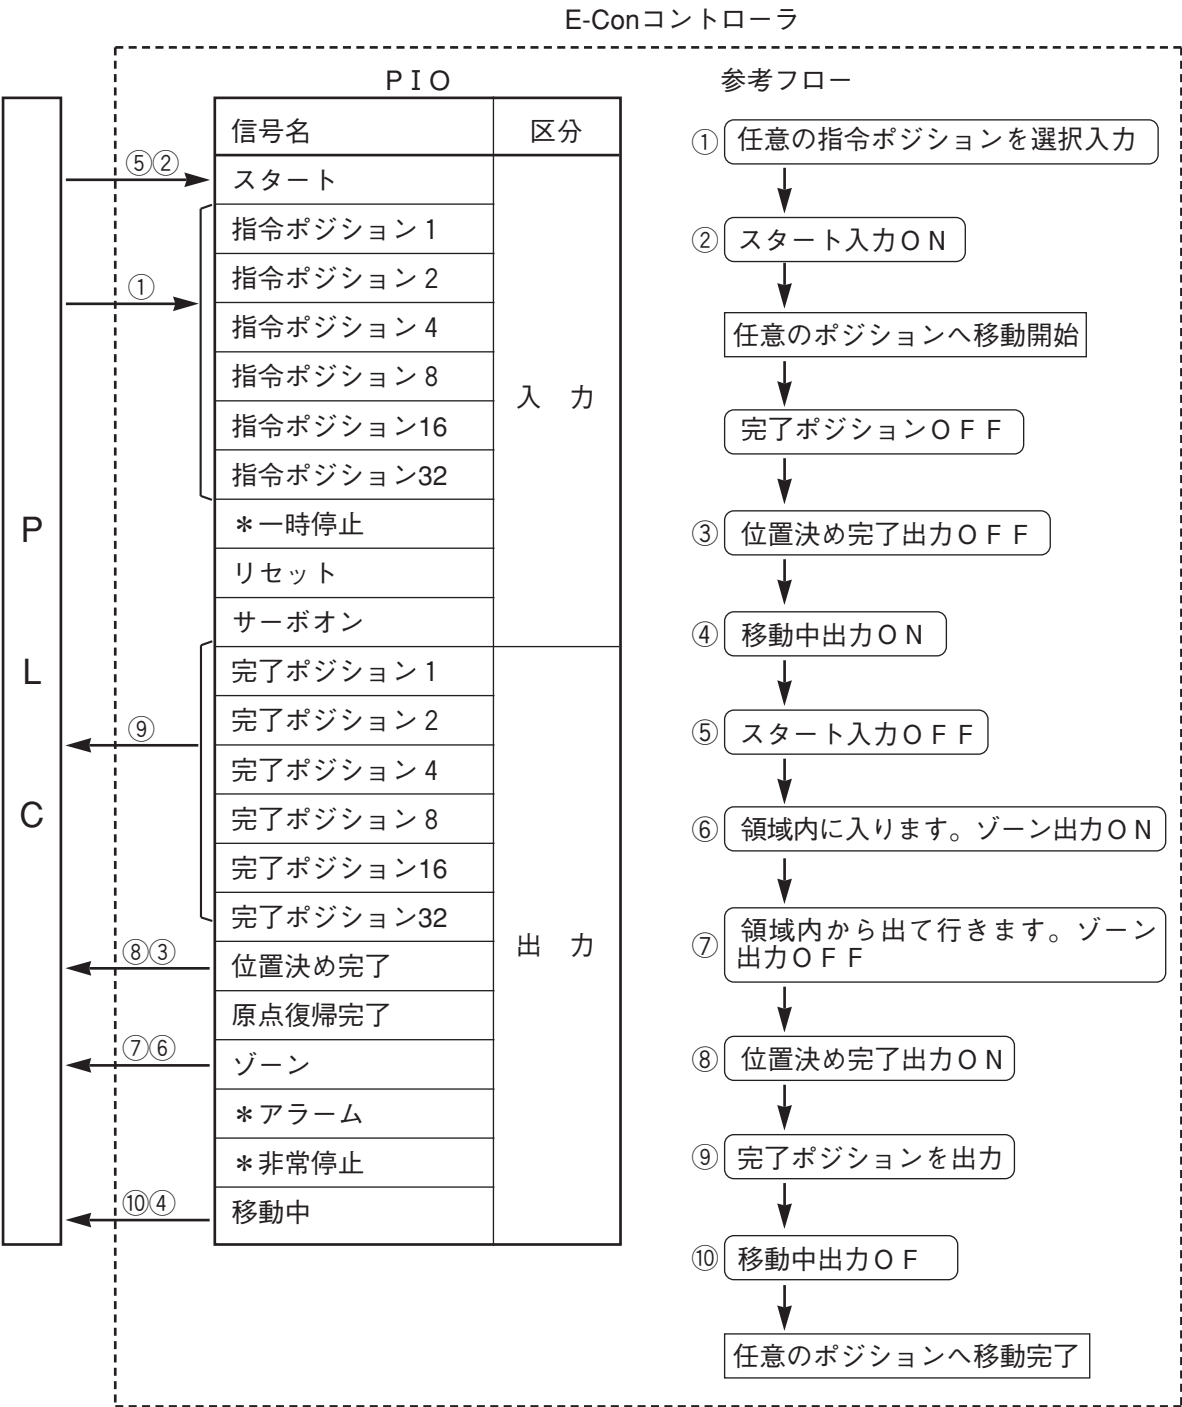 E-Conコントローラ
PIO
信号名
区分
スタート
指令ポジション1
指令ポジション2
指令ポジション4
指令ポジション8
指令ポジション16
指令ポジション32
＊一時停止
リセット
サーボオン
入 力
完了ポジション1
完了ポジション2
完了ポジション4
完了ポジション8
完了ポジション16
完了ポジション32
位置決め完了
原点復帰完了
ゾーン
＊アラーム
＊非常停止
移動中
出 力
P
L
C
⑤②
①
⑨
⑧③
⑦⑥
⑩④
参考フロー
① 任意の指令ポジションを選択入力
② スタート入力ON
任意のポジションへ移動開始
完了ポジションOFF
③ 位置決め完了出力OFF
④ 移動中出力ON
⑤ スタート入力OFF
⑥ 領域内に入ります。ゾーン出力ON
⑦ 領域内から出て行きます。ゾーン
出力OFF
⑧ 位置決め完了出力ON
⑨ 完了ポジションを出力
⑩ 移動中出力OF
任意のポジションへ移動完了